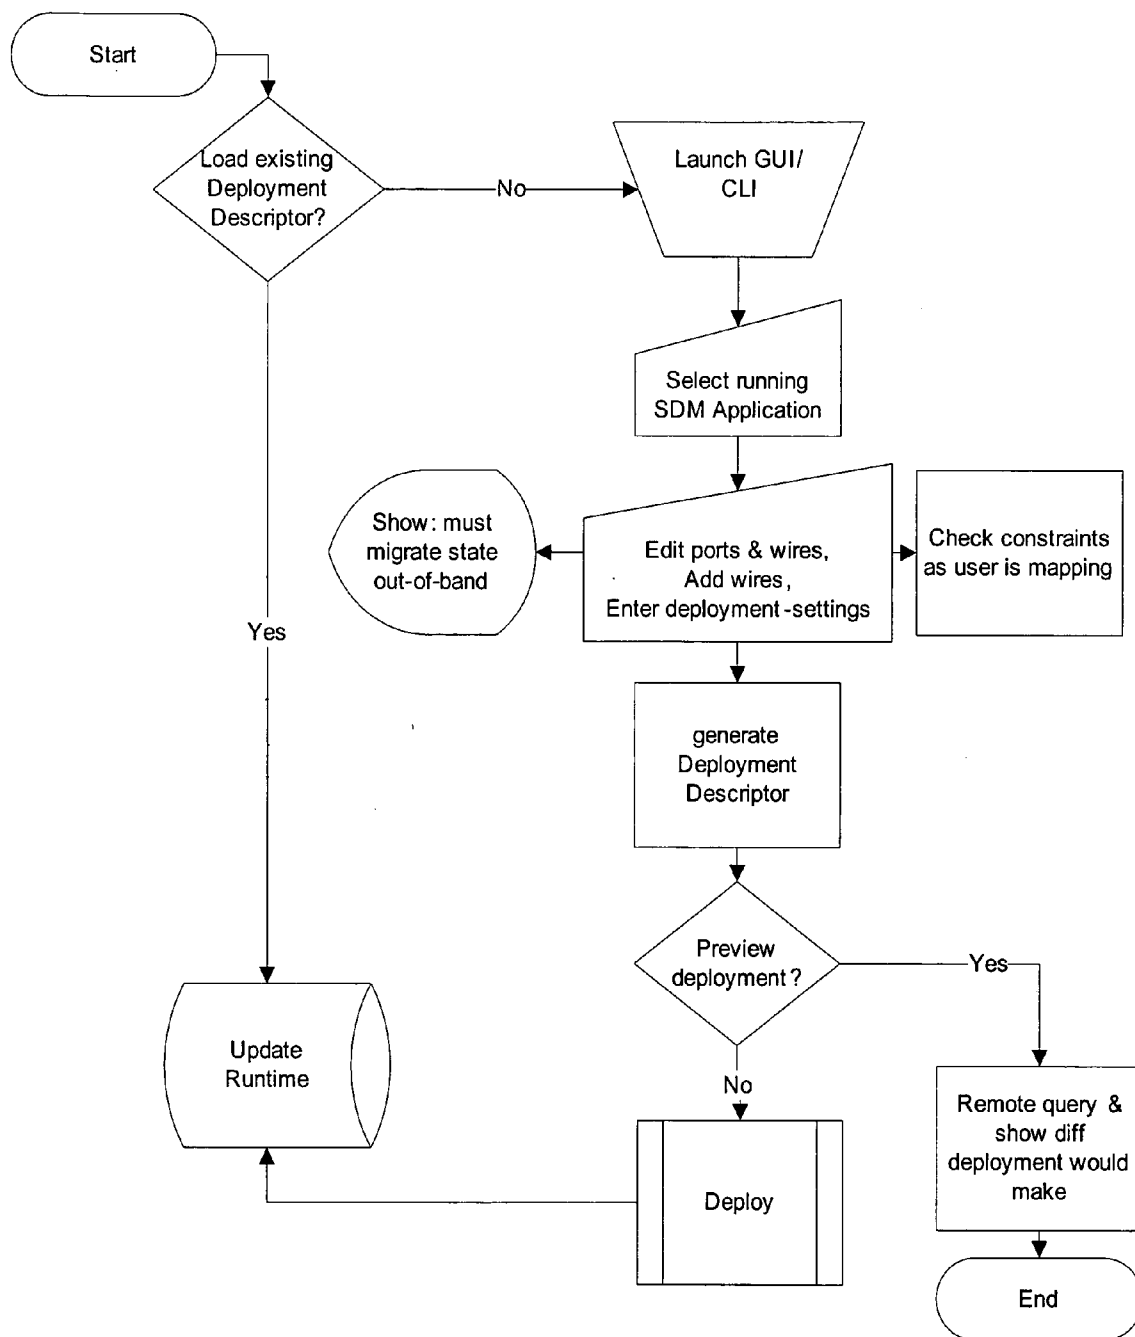 Start
Load existing
Deployment
Descriptor?
No
Launch GUI/
CLI
Select running
SDM Application
Show: must
migrate state
out-of-band
Edit ports & wires,
Add wires,
Enter deployment-settings
Check constraints
as user is mapping
Yes
generate
Deployment
Descriptor
Preview
deployment?
Yes
No
Update
Runtime
Deploy
Remote query &
show diff
deployment would
make
End